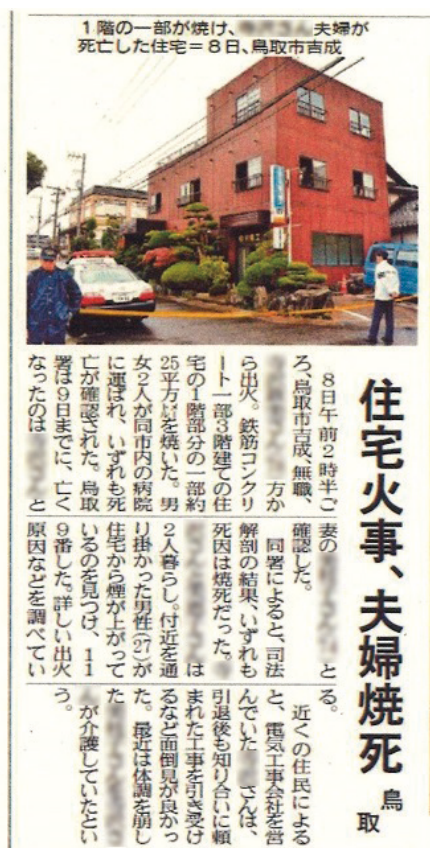 1階の一部が焼け、夫婦が
死亡した住宅=8日、鳥取市吉成
住宅火事、夫婦焼死
鳥取
8日午前2時半ご
ろ、鳥取市吉成、無職、
方か
ら出火。鉄筋コンクリ
ート一部3階建ての住
宅の1階部分の一部約
25平方㍍を焼いた。男
女2人が同市内の病院
に運ばれ、いずれも死
亡が確認された。鳥取
署は9日までに、亡く
なったのは と
妻の と
確認した。
同署によると、司法
解剖の結果、いずれも
死因は焼死だった。
は
2人暮らし。付近を通
り掛かった男性(27)が
住宅から煙が上がって
いるのを見つけ、11
9番した。詳しい出火
原因などを調べてい
る。
近くの住民による
と、電気工事会社を営
んでいた さんは、
引退後も知り合いに頼
まれた工事を引き受け
るなど面倒見が良かっ
た。最近は体調を崩し
た
んが介護していたとい
う。